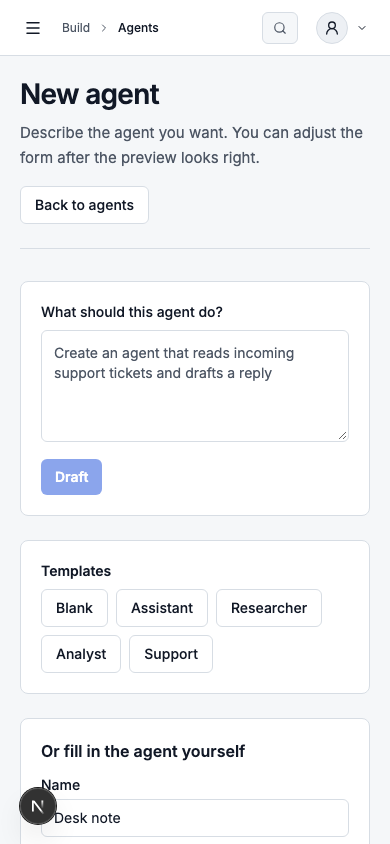 Build > Agents
New agent
Describe the agent you want. You can adjust the
form after the preview looks right.
Back to agents
What should this agent do?
Create an agent that reads incoming
support tickets and drafts a reply
Draft
Templates
Blank
Assistant
Researcher
Analyst
Support
Or fill in the agent yourself
Name
N
Desk note